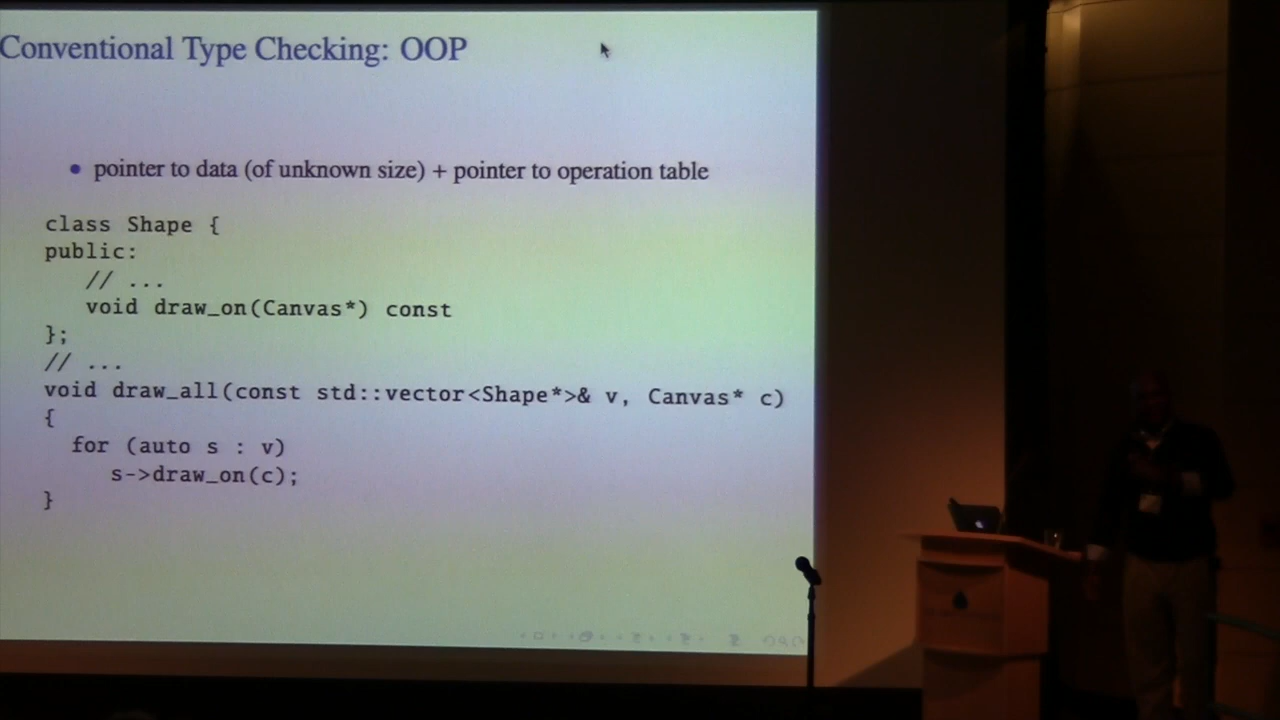 Conventional Type Checking: OOP
• pointer to data (of unknown size) + pointer to operation table
class Shape {
public:
// ...
void draw_on(Canvas*) const
};
// ...
void draw_all(const std::vector<Shape*>& v, Canvas* c)
{
for (auto s : v)
s->draw_on(c);
}